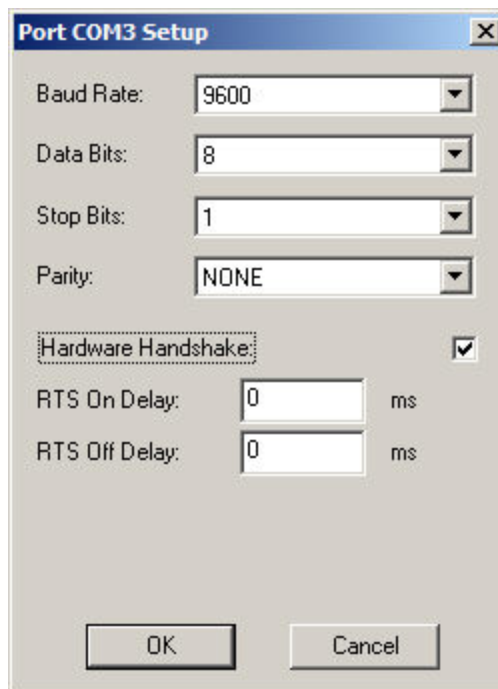 Port COM3 Setup
Baud Rate: 9600
Data Bits: 8
Stop Bits: 1
Parity: NONE
Hardware Handshake:
RTS On Delay: 0 ms
RTS Off Delay: 0 ms
OK Cancel